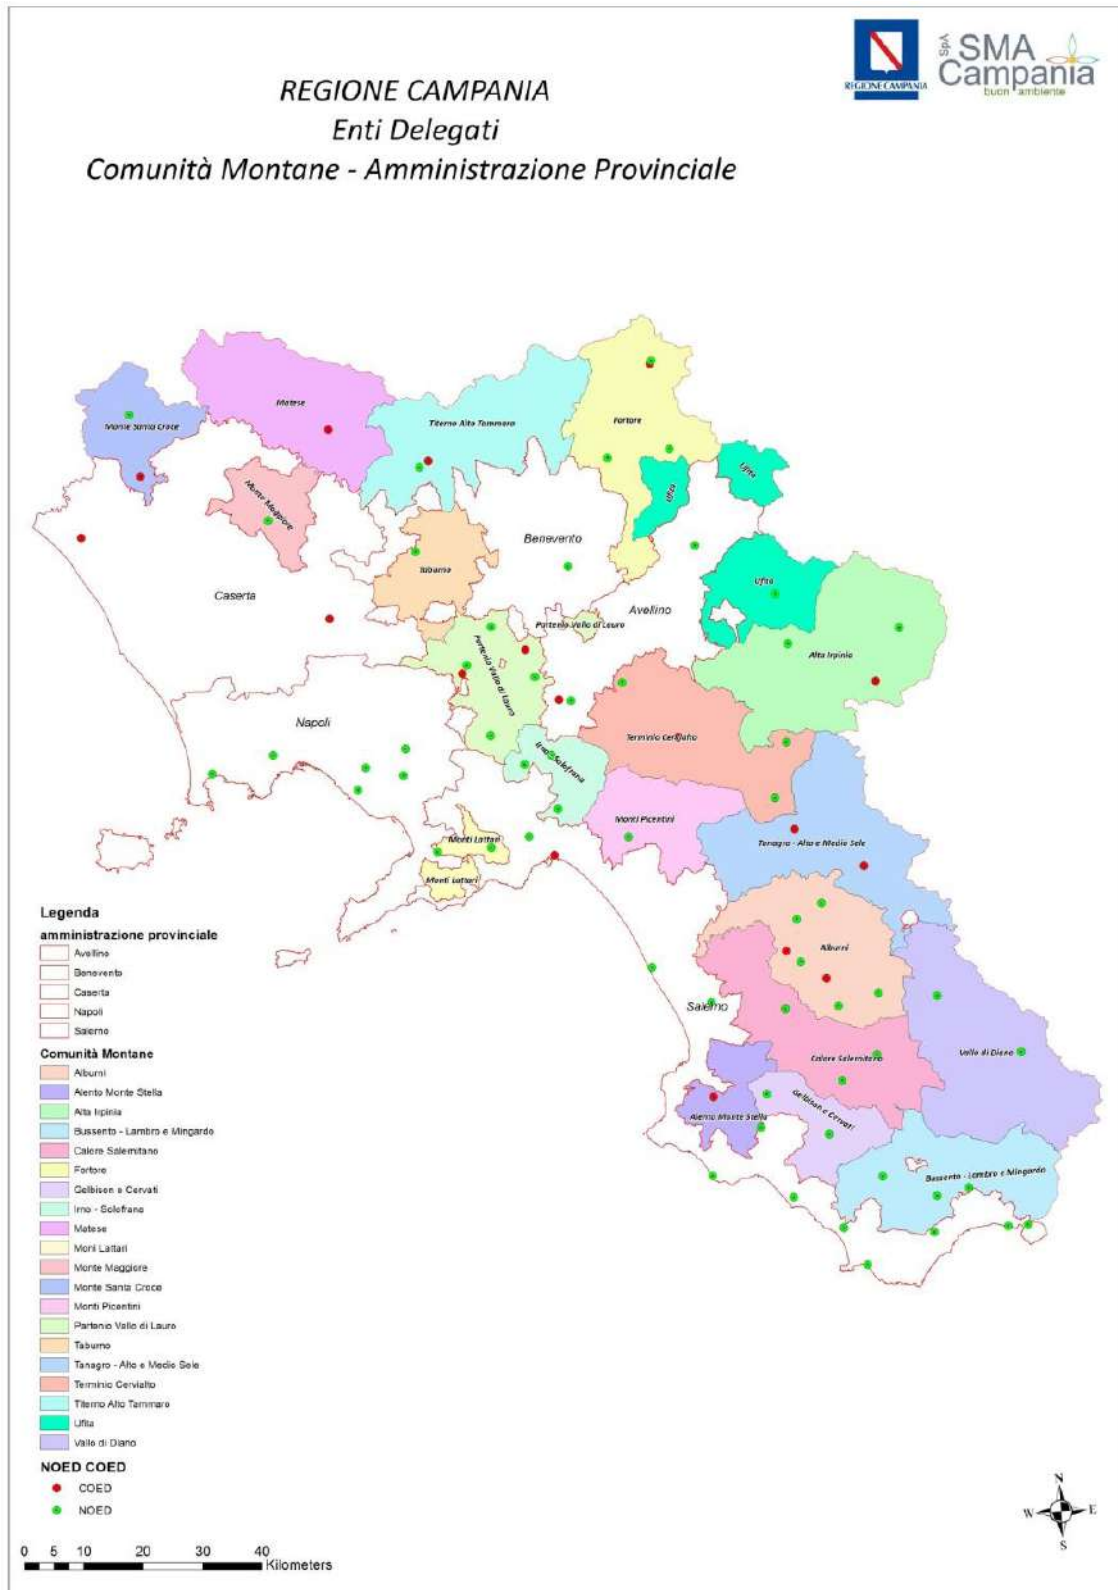 REGIONE CAMPANIA
SpA SMA
Campania
buon ambiente
REGIONE CAMPANIA
Enti Delegati
Comunità Montane - Amministrazione Provinciale
Matese
Monte Santa Croce
Titerno Alto Tammaro
Fortore
Ufita
Ufita
Monte Maggiore
Benevento
Taburno
Ufita
Caserta
Avellino
Partenio Vallo di Lauro
Alta Irpinia
Partenio Vallo di Lauro
Napoli
Terminio Cervialto
Irno - Solofrana
Monti Picentini
Monti Lattari
Tanagro - Alto e Medio Sele
Monti Lattari
Alburni
Salerno
Calore Salernitano
Vallo di Diano
Gelbison e Cervati
Alento Monte Stella
Bussento - Lambro e Mingardo
Legenda
amministrazione provinciale
Avellino
Benevento
Caserta
Napoli
Salerno
Comunità Montane
Alburni
Alento Monte Stella
Alta Irpinia
Bussento - Lambro e Mingardo
Calore Salernitano
Fortore
Gelbison e Cervati
Irno - Solofrana
Matese
Moni Lattari
Monte Maggiore
Monte Santa Croce
Monti Picentini
Partenio Vallo di Lauro
Taburno
Tanagro - Alto e Medio Sele
Terminio Cervialto
Titerno Alto Tammaro
Ufita
Vallo di Diano
NOED COED
COED
NOED
0 5 10 20 30 40
Kilometers
N
W E
S